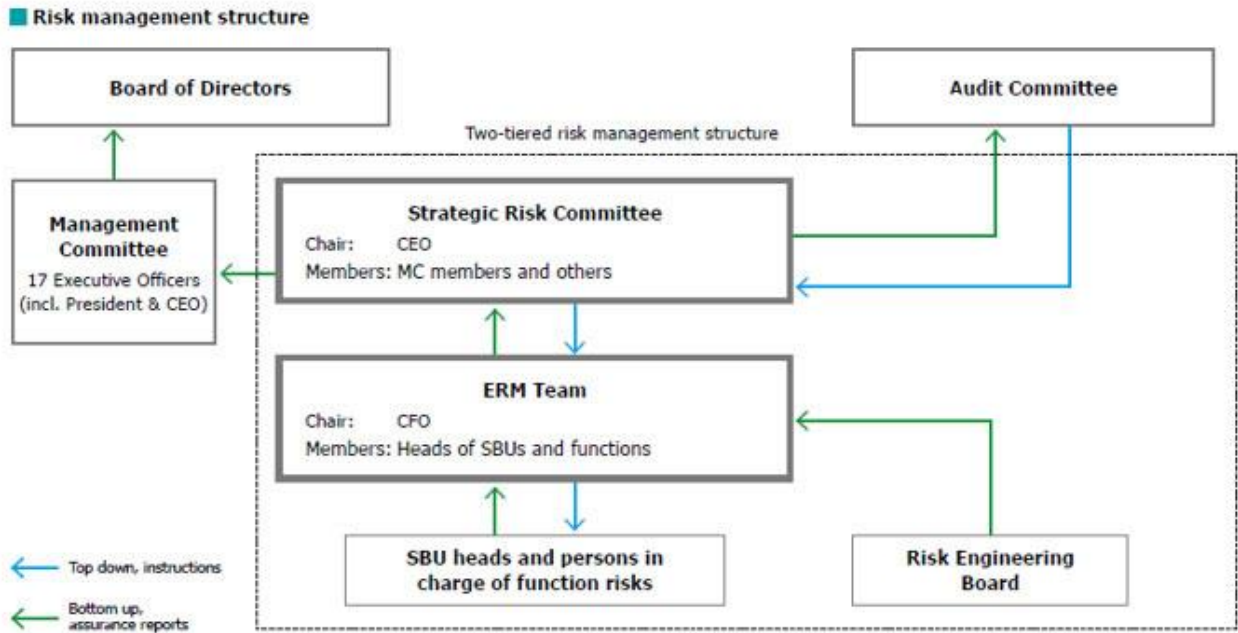 Risk management structure
Board of Directors
Audit Committee
Two-tiered risk management structure
Management
Committee
17 Executive Officers
(incl. President & CEO)
Strategic Risk Committee
Chair: CEO
Members: MC members and others
ERM Team
Chair: CFO
Members: Heads of SBUs and functions
SBU heads and persons in
charge of function risks
Risk Engineering
Board
Top down, instructions
Bottom up,
assurance reports